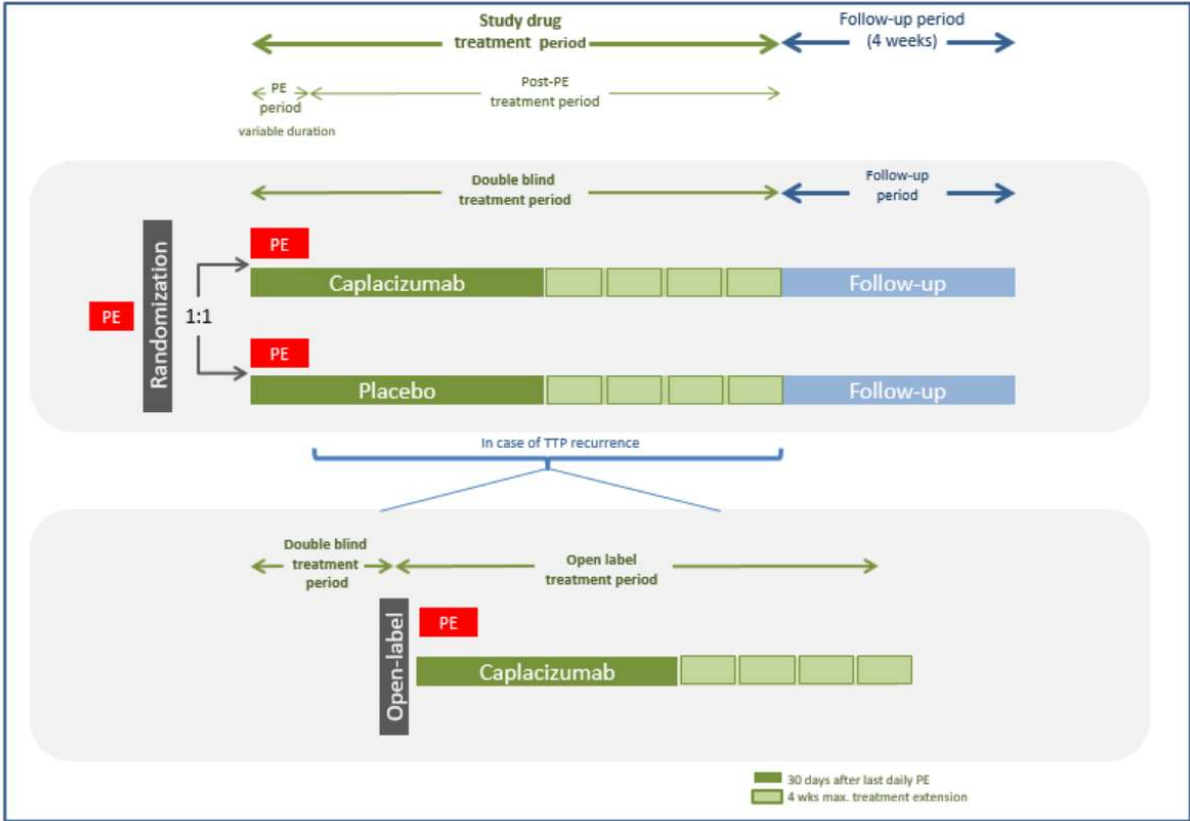 Study drug
treatment period
Follow-up period
(4 weeks)
PE
period
variable duration
Post-PE
treatment period
Double blind
treatment period
Follow-up
period
Randomization
PE
1:1
PE
Caplacizumab
Follow-up
PE
Placebo
Follow-up
In case of TTP recurrence
Double blind
treatment
period
Open label
treatment period
Open-label
PE
Caplacizumab
30 days after last daily PE
4 wks max. treatment extension